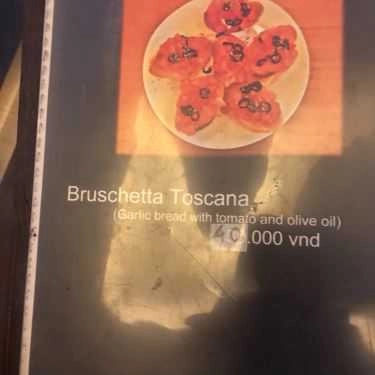 Bruschetta Toscana
(Garlic bread with tomato and olive oil)
40.000 vnd